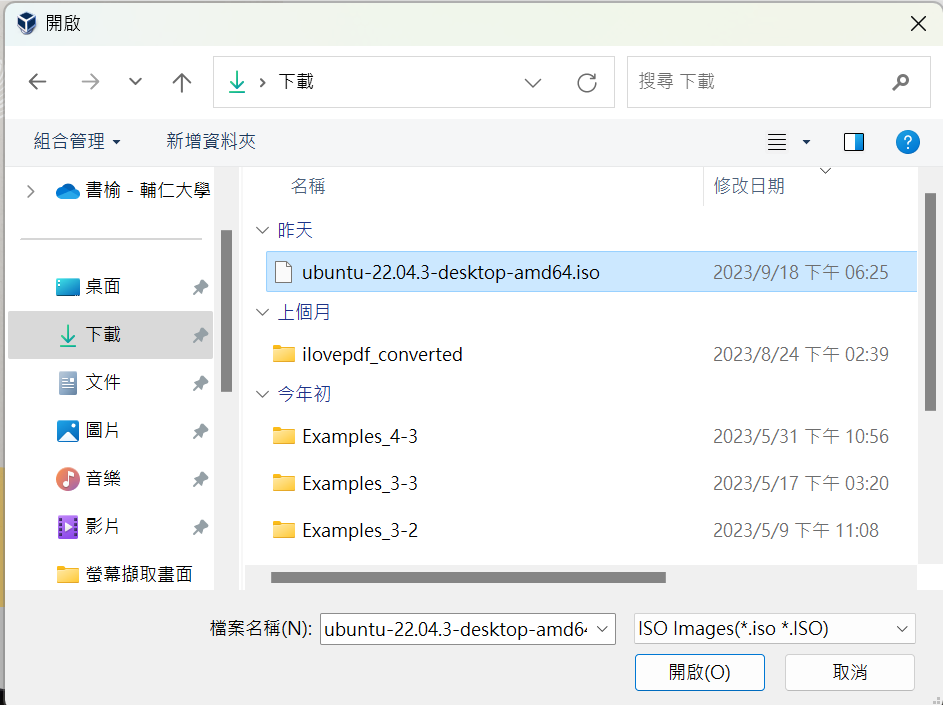 開啟
下載
搜尋 下載
組合管理
新增資料夾
書榆 - 輔仁大學
桌面
下載
文件
圖片
音樂
影片
螢幕擷取畫面
名稱
修改日期
昨天
ubuntu-22.04.3-desktop-amd64.iso
2023/9/18 下午 06:25
上個月
ilovepdf_converted
2023/8/24 下午 02:39
今年初
Examples_4-3
2023/5/31 下午 10:56
Examples_3-3
2023/5/17 下午 03:20
Examples_3-2
2023/5/9 下午 11:08
檔案名稱(N):
ubuntu-22.04.3-desktop-amd64
ISO Images(*.iso *.ISO)
開啟(O)
取消